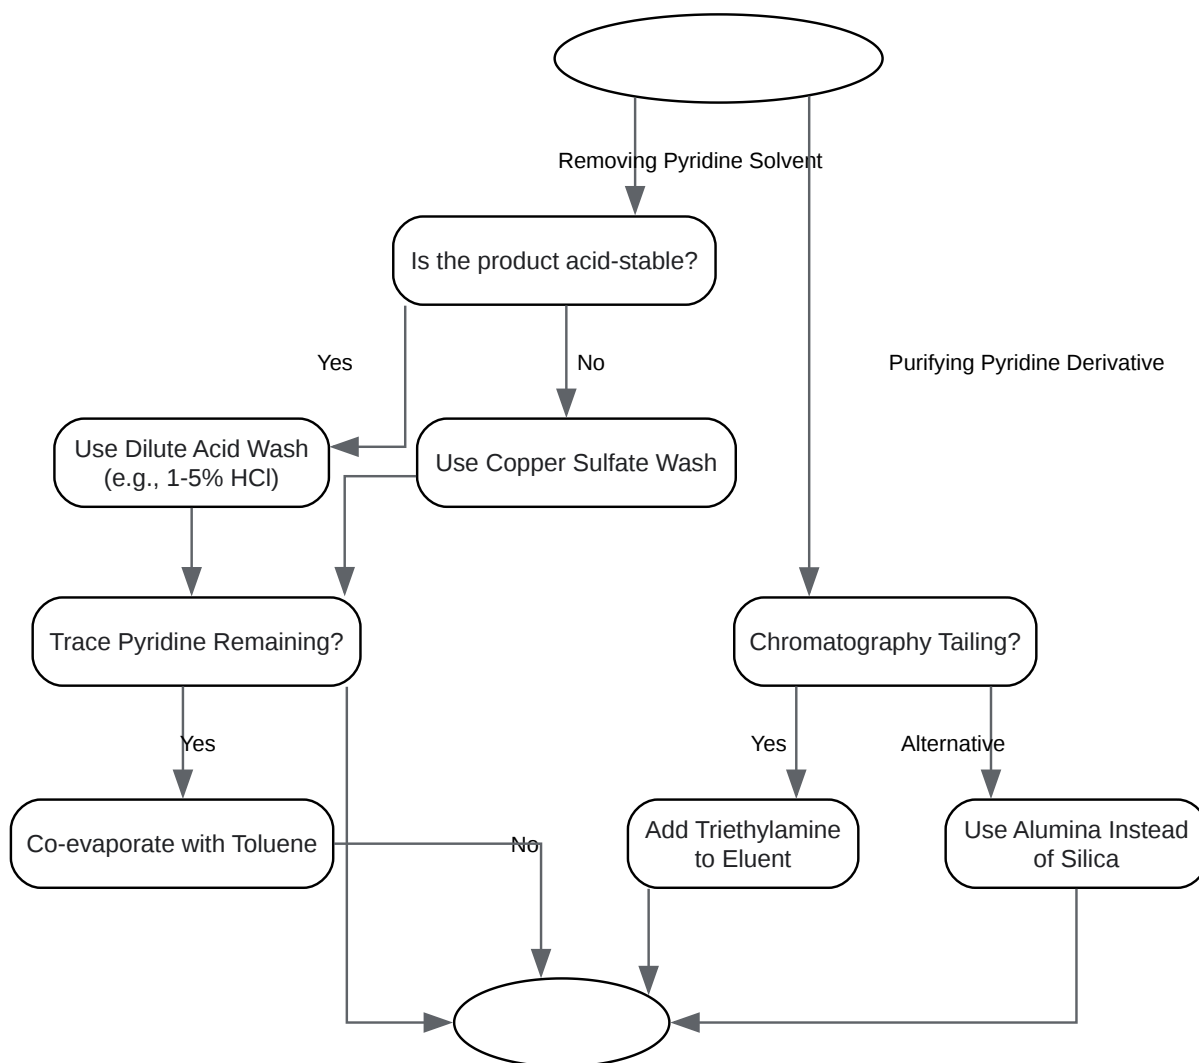 Removing Pyridine Solvent
Is the product acid-stable?
Yes
No
Purifying Pyridine Derivative
Use Dilute Acid Wash
(e.g., 1-5% HCl)
Use Copper Sulfate Wash
Trace Pyridine Remaining?
Chromatography Tailing?
Yes
Yes
Alternative
Co-evaporate with Toluene
No
Add Triethylamine
to Eluent
Use Alumina Instead
of Silica